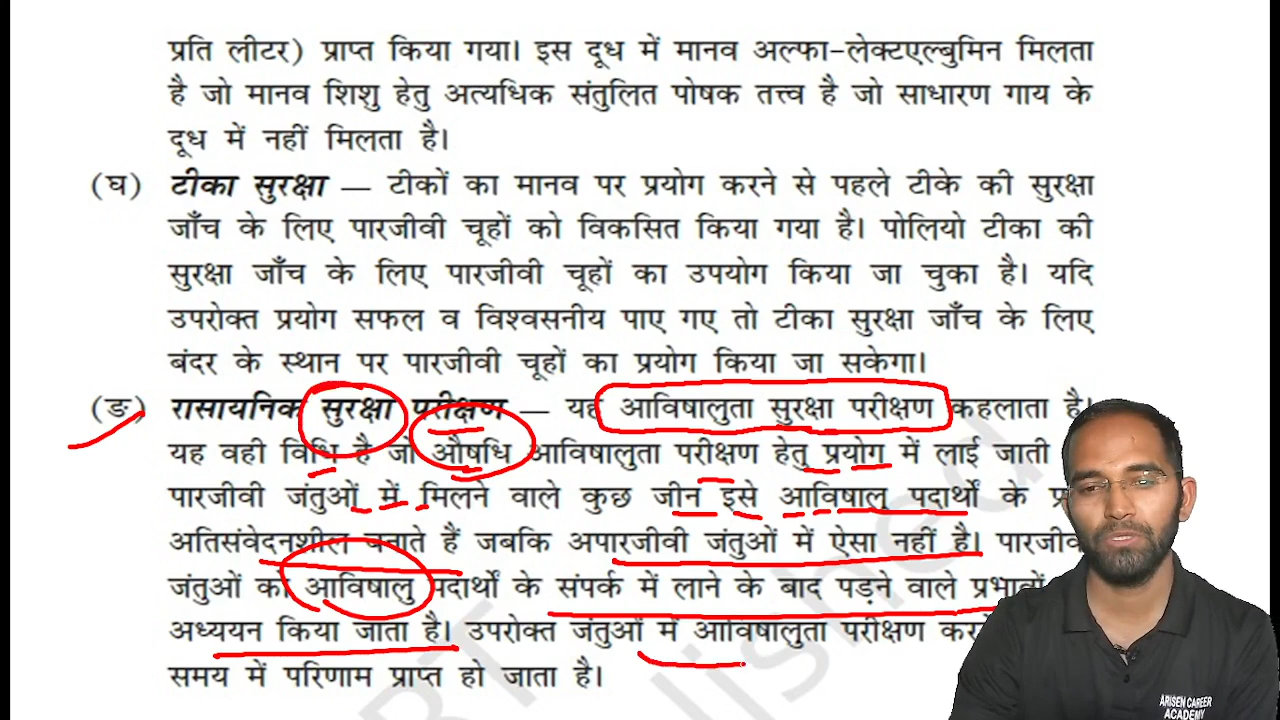 प्रति लीटर) प्राप्त किया गया। इस दूध में मानव अल्फा-लेक्टएल्बुमिन मिलता
है जो मानव शिशु हेतु अत्यधिक संतुलित पोषक तत्त्व है जो साधारण गाय के
दूध में नहीं मिलता है।
(घ) टीका सुरक्षा — टीकों का मानव पर प्रयोग करने से पहले टीके की सुरक्षा
जाँच के लिए पारजीवी चूहों को विकसित किया गया है। पोलियो टीका की
सुरक्षा जाँच के लिए पारजीवी चूहों का उपयोग किया जा चुका है। यदि
उपरोक्त प्रयोग सफल व विश्वसनीय पाए गए तो टीका सुरक्षा जाँच के लिए
बंदर के स्थान पर पारजीवी चूहों का प्रयोग किया जा सकेगा।
(ङ) रासायनिक सुरक्षा परीक्षण — यह आविषालुता सुरक्षा परीक्षण कहलाता है।
यह वही विधि है जो औषधि आविषालुता परीक्षण हेतु प्रयोग में लाई जाती
पारजीवी जंतुओं में मिलने वाले कुछ जीन इसे आविषालु पदार्थों के
अतिसंवेदनशील बनाते हैं जबकि अपारजीवी जंतुओं में ऐसा नहीं है। पारजीवी
जंतुओं को आविषालु पदार्थों के संपर्क में लाने के बाद पड़ने वाले प्रभावों
अध्ययन किया जाता है। उपरोक्त जंतुओं में आविषालुता परीक्षण
समय में परिणाम प्राप्त हो जाता है।
ARISEN CAREER
ACADEMY